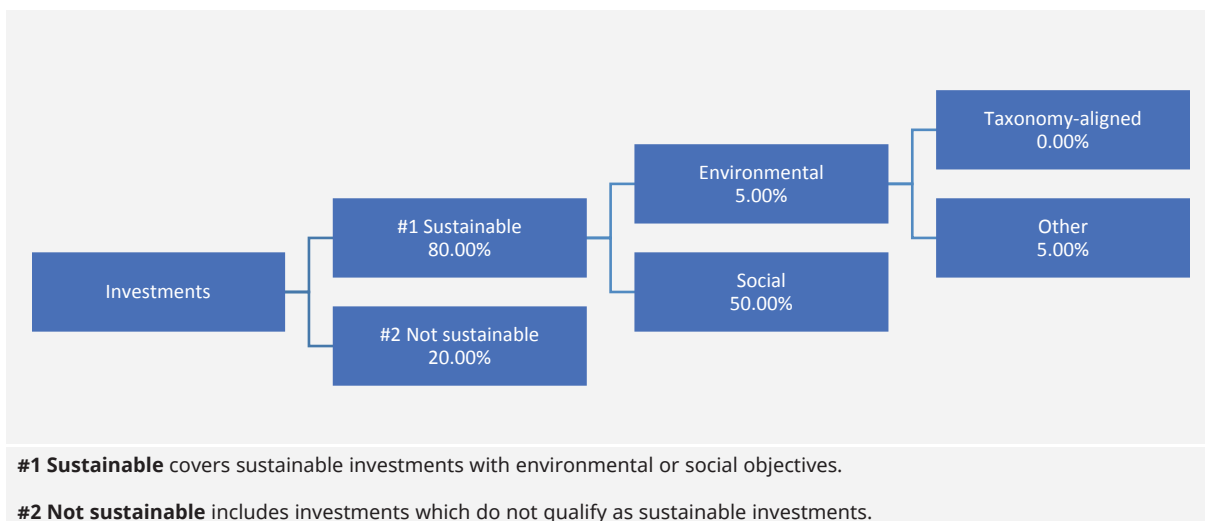 Taxonomy-aligned
0.00%
Environmental
5.00%
#1 Sustainable
80.00%
Other
5.00%
Investments
Social
50.00%
#2 Not sustainable
20.00%
#1 Sustainable covers sustainable investments with environmental or social objectives.
#2 Not sustainable includes investments which do not qualify as sustainable investments.